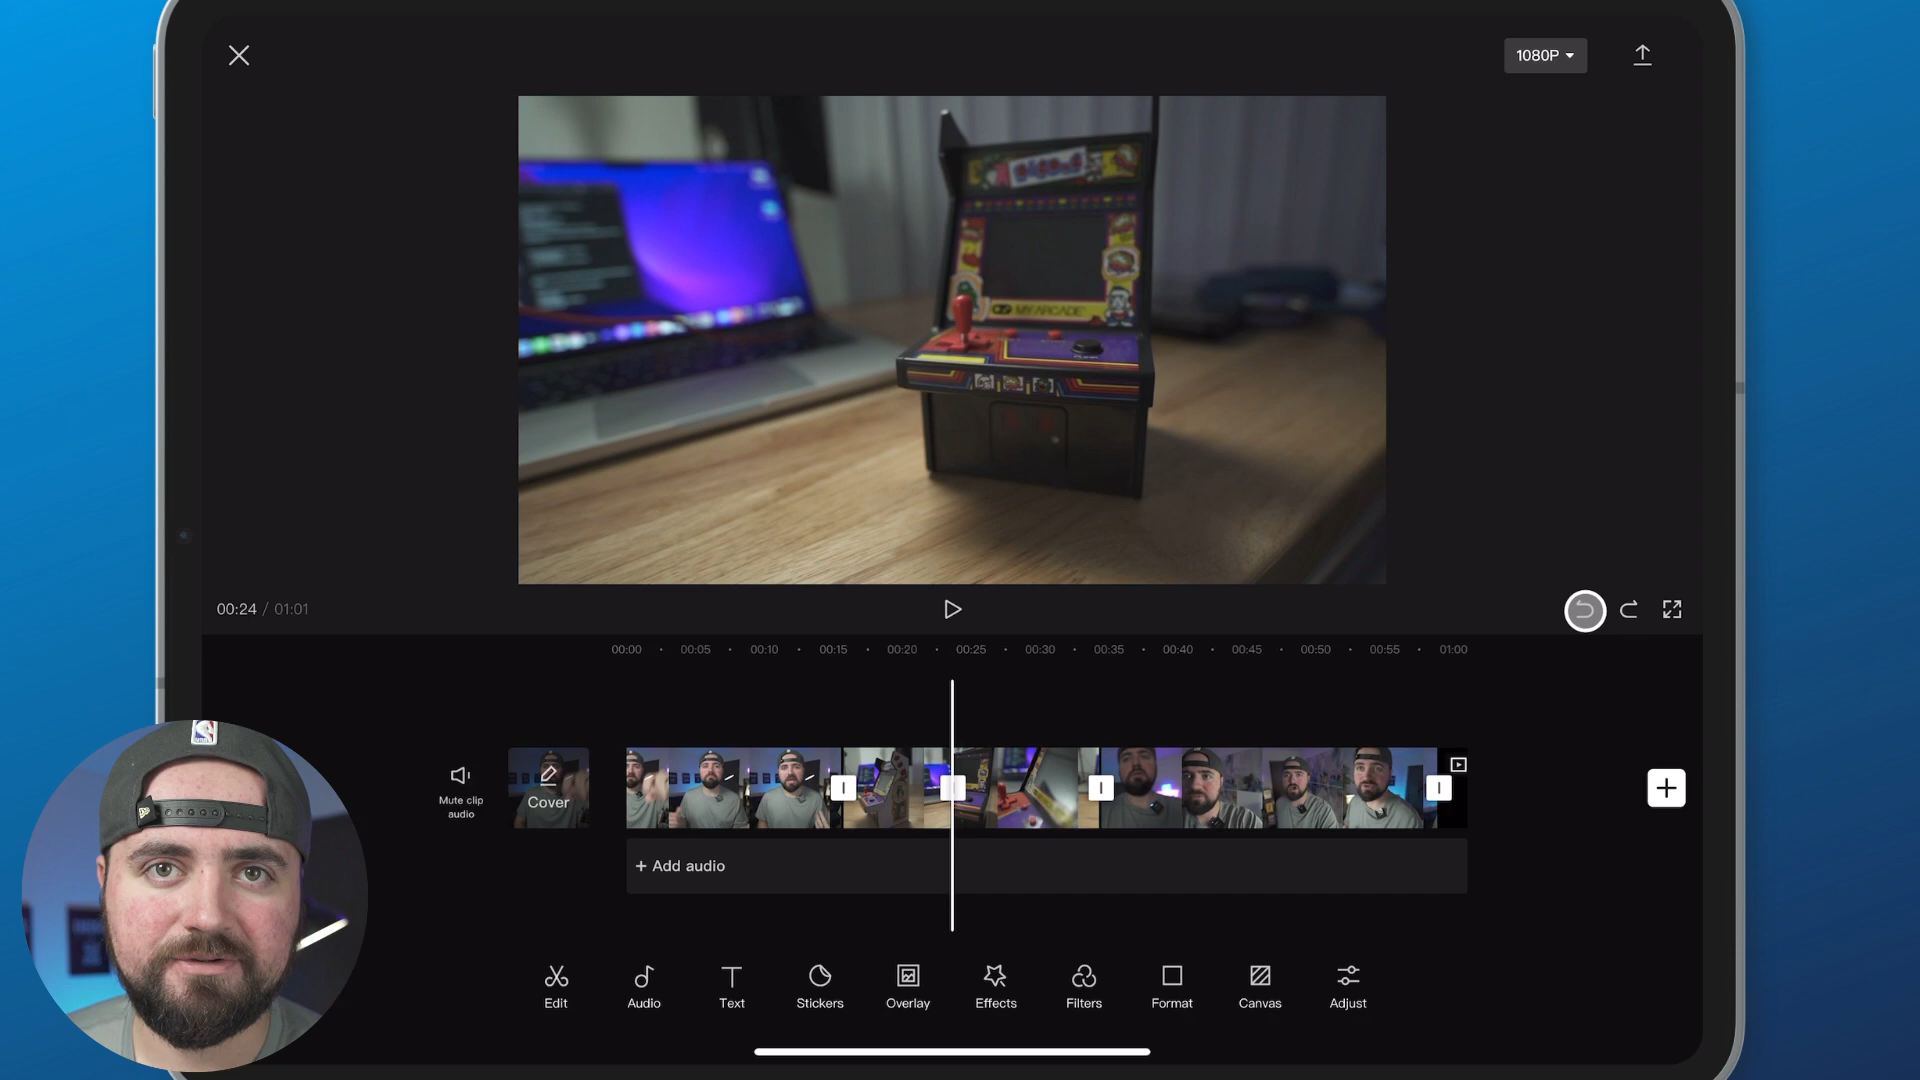 1080P
MY ARCADE
00:24 / 01:01
00:00 00:05 00:10 00:15 00:20 00:25 00:30 00:35 00:40 00:45 00:50 00:55 01:00
Mute clip
audio
Cover
+ Add audio
Edit
Audio
Text
Stickers
Overlay
Effects
Filters
Format
Canvas
Adjust